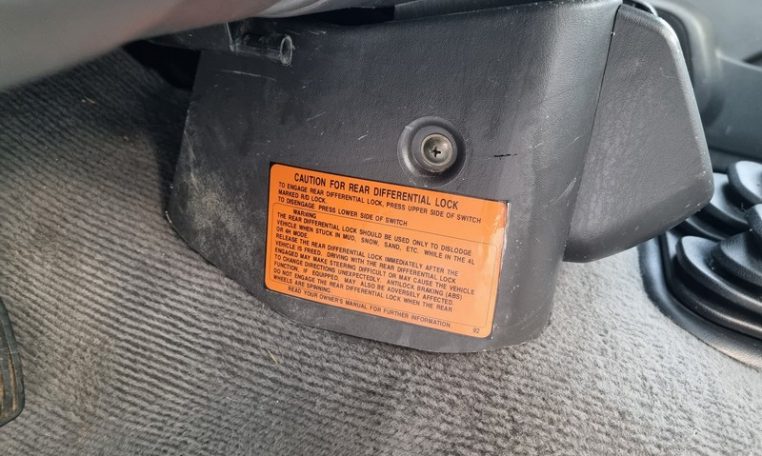 CAUTION FOR REAR DIFFERENTIAL LOCK
TO ENGAGE REAR DIFFERENTIAL LOCK, PRESS UPPER SIDE OF SWITCH
MARKED R/D LOCK.
TO DISENGAGE PRESS LOWER SIDE OF SWITCH
WARNING
THE REAR DIFFERENTIAL LOCK SHOULD BE USED ONLY TO DISLODGE
VEHICLE WHEN STUCK IN MUD, SNOW, SAND, ETC. WHILE IN THE 4L
OR 4H MODE.
RELEASE THE REAR DIFFERENTIAL LOCK IMMEDIATELY AFTER THE
VEHICLE IS FREED. DRIVING WITH THE REAR DIFFERENTIAL LOCK
ENGAGED MAY MAKE STEERING DIFFICULT OR MAY CAUSE THE VEHICLE
TO CHANGE DIRECTIONS UNEXPECTEDLY. ANTILOCK BRAKING (ABS)
FUNCTION, IF EQUIPPED, MAY ALSO BE ADVERSELY AFFECTED.
DO NOT ENGAGE THE REAR DIFFERENTIAL LOCK WHEN THE REAR
WHEELS ARE SPINNING.
READ YOUR OWNER'S MANUAL FOR FURTHER INFORMATION 92